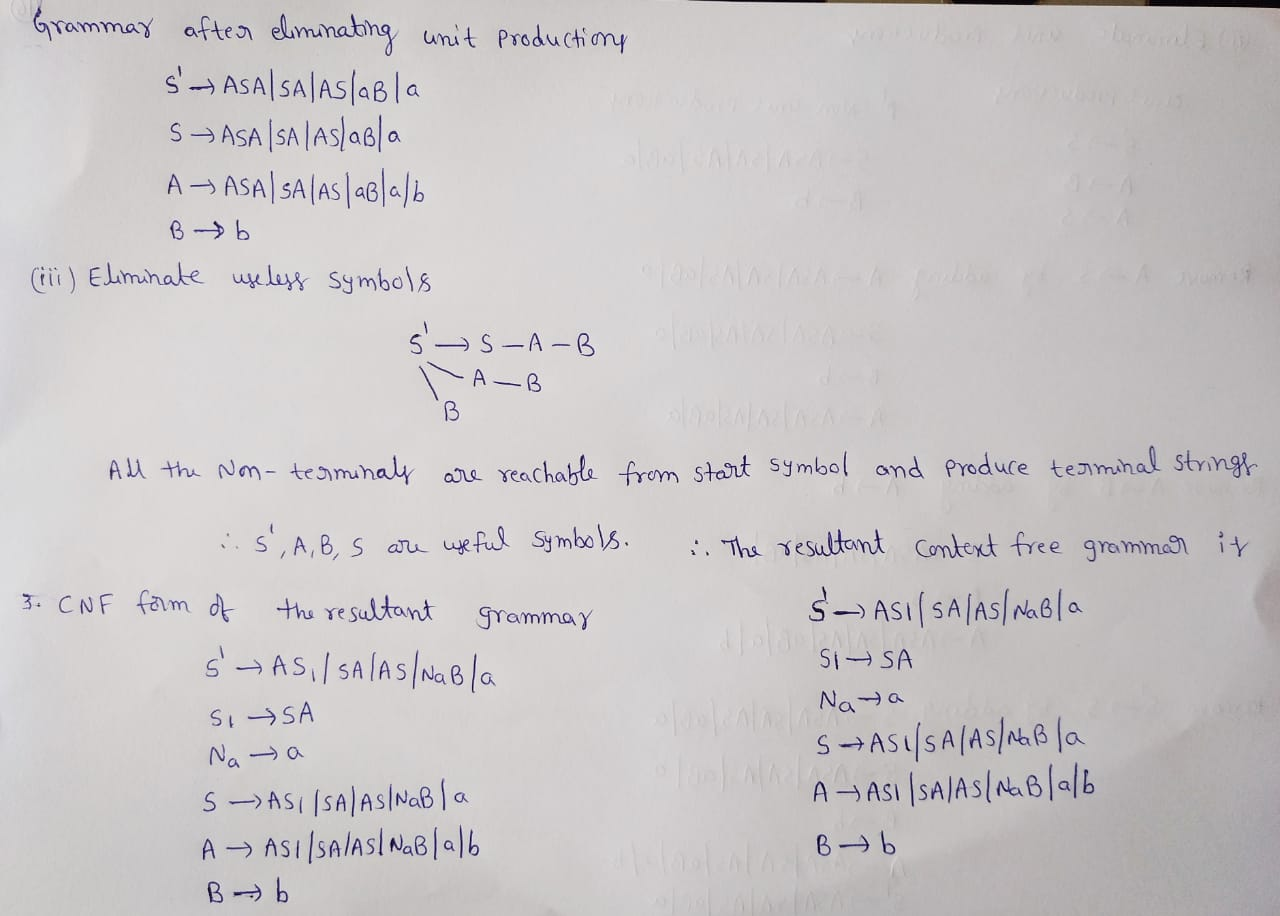 Grammar after eliminating unit productions
S' → ASA|SA|AS|aB|a
S → ASA|SA|AS|aB|a
A → ASA|SA|AS|aB|a|b
B → b
(iii) Eliminate useless symbols
S' → S — A — B
A — B
B
All the Non-terminals are reachable from start symbol and produce terminal strings
∴ S', A, B, S are useful symbols.
3. CNF form of the resultant grammar
S' → AS₁|SA|AS|NaB|a
S₁ → SA
Na → a
S → AS₁|SA|AS|NaB|a
A → AS₁|SA|AS|NaB|a|b
B → b
∴ The resultant context free grammar is
S' → AS₁|SA|AS|NaB|a
S₁ → SA
Na → a
S → AS₁|SA|AS|NaB|a
A → AS₁|SA|AS|NaB|a|b
B → b